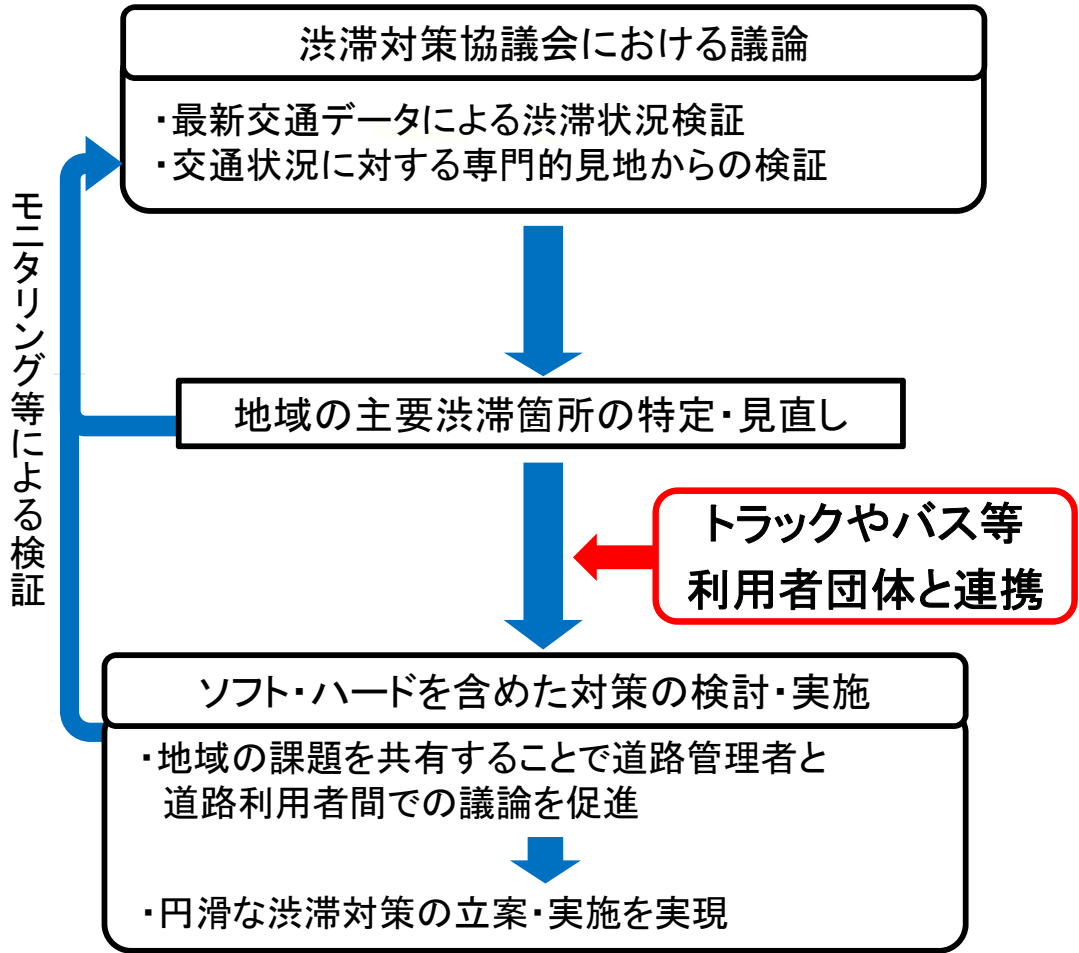 渋滞対策協議会における議論
・最新交通データによる渋滞状況検証
・交通状況に対する専門的見地からの検証
モニタリング等による検証
地域の主要渋滞箇所の特定・見直し
トラックやバス等
利用者団体と連携
ソフト・ハードを含めた対策の検討・実施
・地域の課題を共有することで道路管理者と
道路利用者間での議論を促進
・円滑な渋滞対策の立案・実施を実現